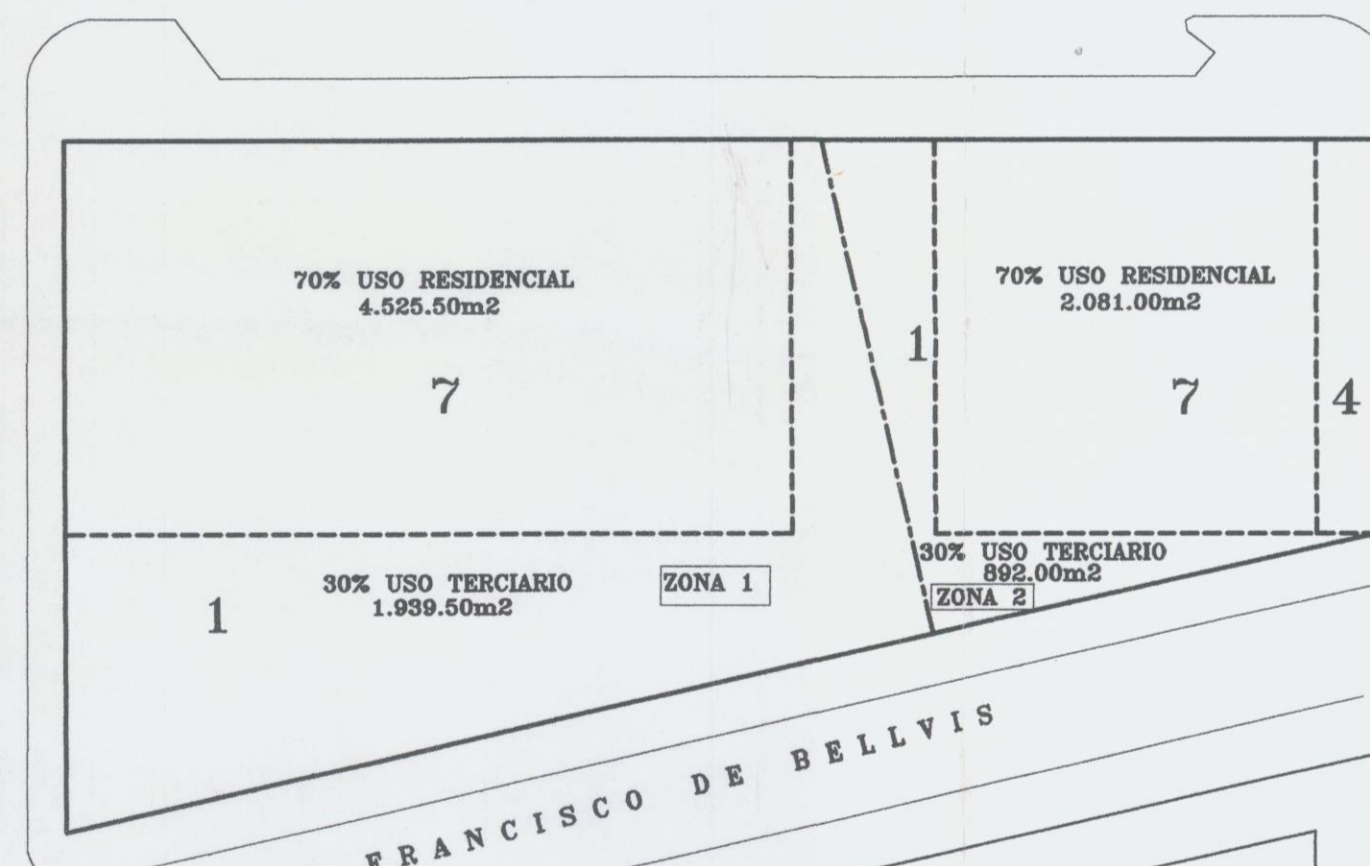 70% USO RESIDENCIAL
4.525.50m2
7
70% USO RESIDENCIAL
2.081.00m2
1
7
4
30% USO TERCIARIO
1.939.50m2
1
ZONA 1
30% USO TERCIARIO
892.00m2
ZONA 2
FRANCISCO DE BELLVIS